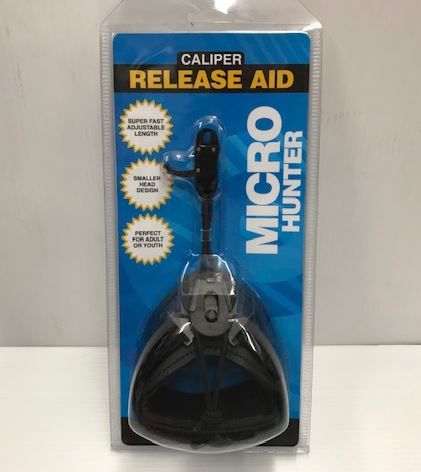 CALIPER
RELEASE AID
SUPER FAST
ADJUSTABLE
LENGTH
SMALLER
HEAD
DESIGN
PERFECT
FOR ADULT
OR YOUTH
MICRO
HUNTER